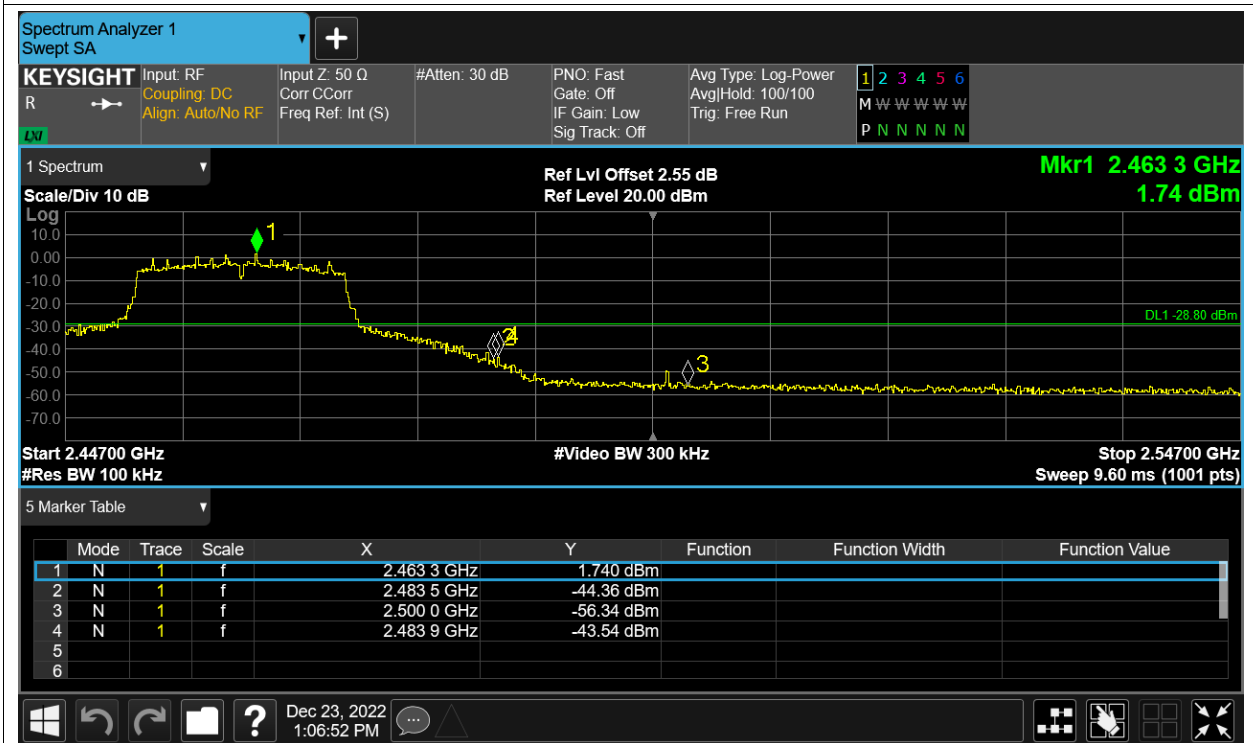 Spectrum Analyzer 1
Swept SA
KEYSIGHT
R
LXI
Input: RF
Coupling: DC
Align: Auto/No RF
Input Z: 50 Ω
Corr CCorr
Freq Ref: Int (S)
#Atten: 30 dB
PNO: Fast
Gate: Off
IF Gain: Low
Sig Track: Off
Avg Type: Log-Power
Avg|Hold: 100/100
Trig: Free Run
1 2 3 4 5 6
M W W W W W
P N N N N N
1 Spectrum
Scale/Div 10 dB
Ref Lvl Offset 2.55 dB
Ref Level 20.00 dBm
Mkr1 2.463 3 GHz
1.74 dBm
Log
10.0
0.00
-10.0
-20.0
-30.0
-40.0
-50.0
-60.0
-70.0
1
2
4
3
DL1 -28.80 dBm
Start 2.44700 GHz
#Res BW 100 kHz
#Video BW 300 kHz
Stop 2.54700 GHz
Sweep 9.60 ms (1001 pts)
5 Marker Table
Mode Trace Scale X Y Function Function Width Function Value
1 N 1 f 2.463 3 GHz 1.740 dBm
2 N 1 f 2.483 5 GHz -44.36 dBm
3 N 1 f 2.500 0 GHz -56.34 dBm
4 N 1 f 2.483 9 GHz -43.54 dBm
5
6
?
Dec 23, 2022
1:06:52 PM